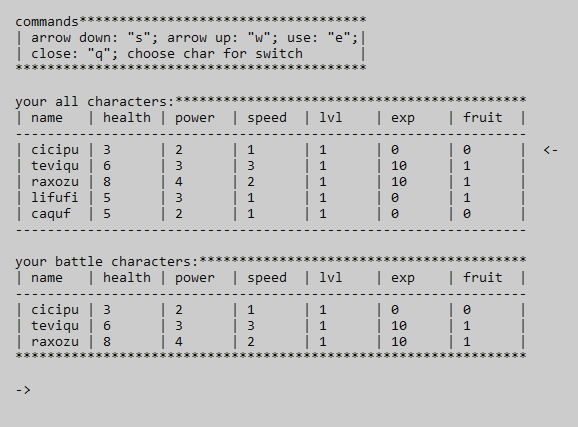 commands************************************
| arrow down: "s"; arrow up: "w"; use: "e";|
| close: "q"; choose char for switch       |
********************************************|
your all characters:********************************************
| name   | health | power  | speed  | lvl    | exp    | fruit  |
----------------------------------------------------------------
| cicipu | 3      | 2      | 1      | 1      | 0      | 0      |  <-
| teviqu | 6      | 3      | 3      | 1      | 10     | 1      |
| raxozu | 8      | 4      | 2      | 1      | 10     | 1      |
| lifufi | 5      | 3      | 1      | 1      | 0      | 1      |
| caquf  | 5      | 2      | 1      | 1      | 0      | 0      |
----------------------------------------------------------------
your battle characters:*****************************************
| name   | health | power  | speed  | lvl    | exp    | fruit  |
----------------------------------------------------------------
| cicipu | 3      | 2      | 1      | 1      | 0      | 0      |
| teviqu | 6      | 3      | 3      | 1      | 10     | 1      |
| raxozu | 8      | 4      | 2      | 1      | 10     | 1      |
****************************************************************
->